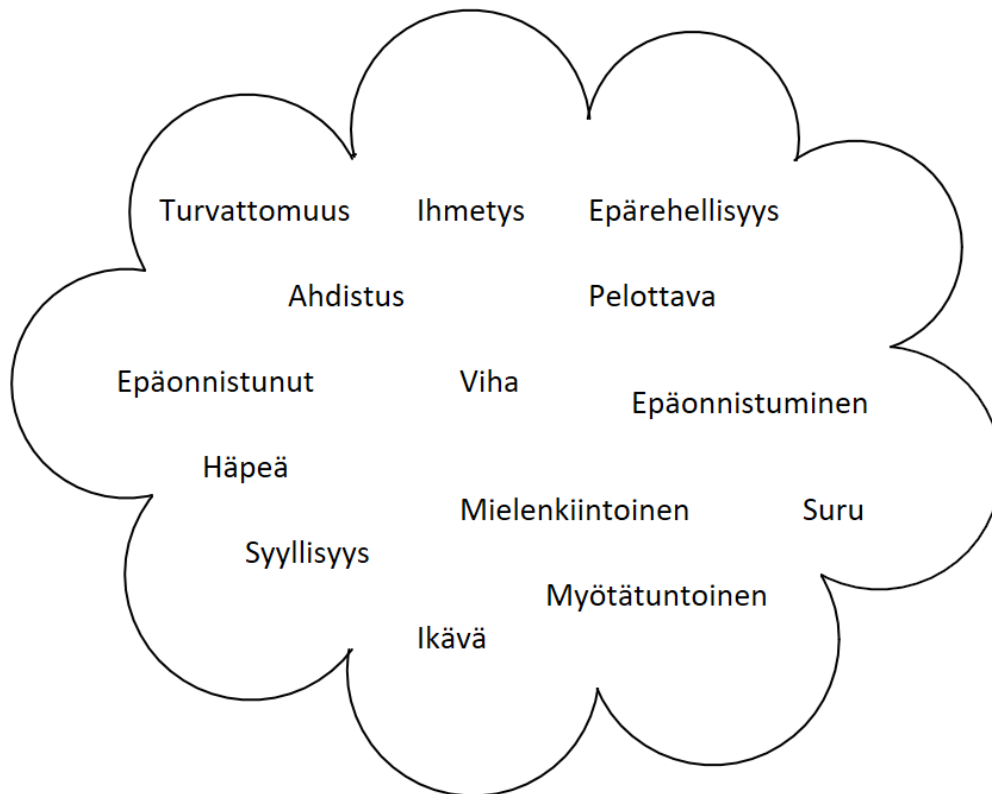 Turvattomuus Ihmetys Epärehellisyys
Ahdistus Pelottava
Epäonnistunut Viha
Epäonnistuminen
Häpeä
Mielenkiintoinen Suru
Syyllisyys
Myötätuntoinen
Ikävä